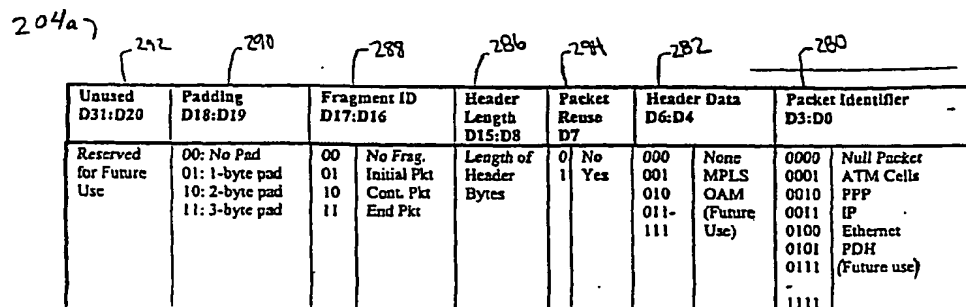 204a
292 290 288 286 284 282 280
Unused D31:D20 | Padding D18:D19 | Fragment ID D17:D16 | Header Length D15:D8 | Packet Reuse D7 | Header Data D6:D4 | Packet Identifier D3:D0
Reserved for Future Use | 00: No Pad | 00 No Frag. | Length of Header Bytes | 0 No | 000 None | 0000 Null Packet
01: 1-byte pad | 01 Initial Pkt | 1 Yes | 001 MPLS | 0001 ATM Cells
10: 2-byte pad | 10 Cont. Pkt | 010 OAM | 0010 PPP
11: 3-byte pad | 11 End Pkt | 011- (Future | 0011 IP
111 Use) | 0100 Ethernet
0101 PDH
0111 (Future use)
-
1111